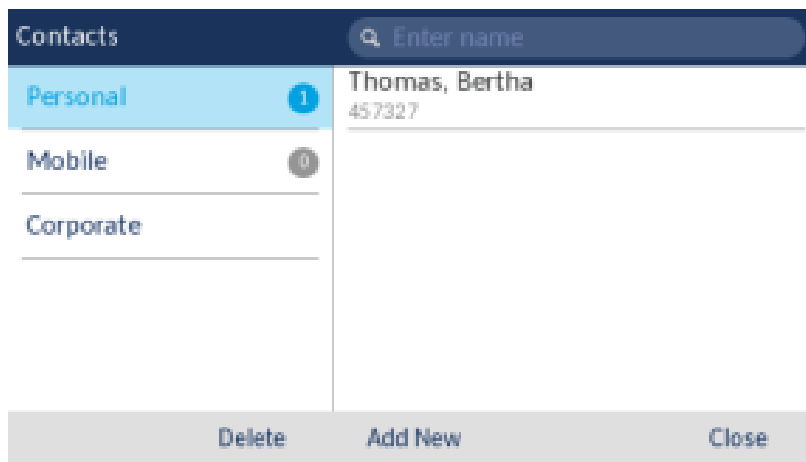 Contacts
Enter name
Personal 1
Mobile 0
Corporate
Thomas, Bertha
457327
Delete Add New Close